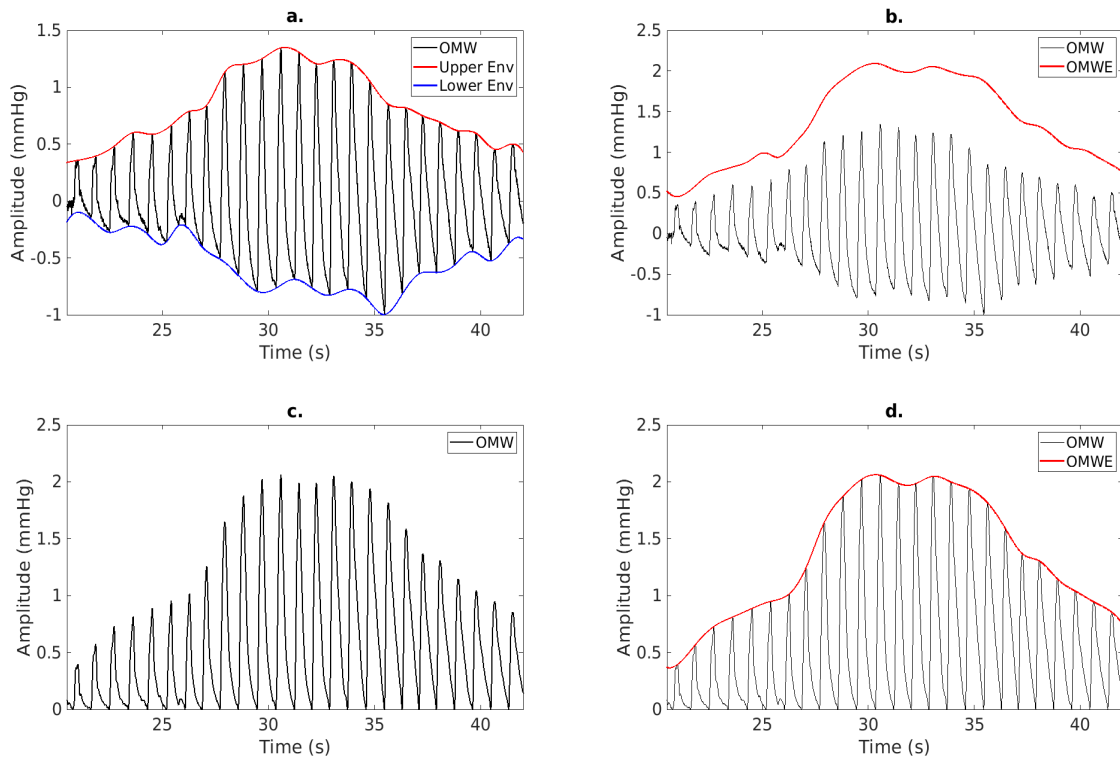 a.
1.5
1
0.5
0
-0.5
-1
Amplitude (mmHg)
OMW
Upper Env
Lower Env
25 30 35 40
Time (s)
b.
2.5
2
1.5
1
0.5
0
-0.5
-1
Amplitude (mmHg)
OMW
OMWE
25 30 35 40
Time (s)
c.
2.5
2
1.5
1
0.5
0
Amplitude (mmHg)
OMW
25 30 35 40
Time (s)
d.
2.5
2
1.5
1
0.5
0
Amplitude (mmHg)
OMW
OMWE
25 30 35 40
Time (s)